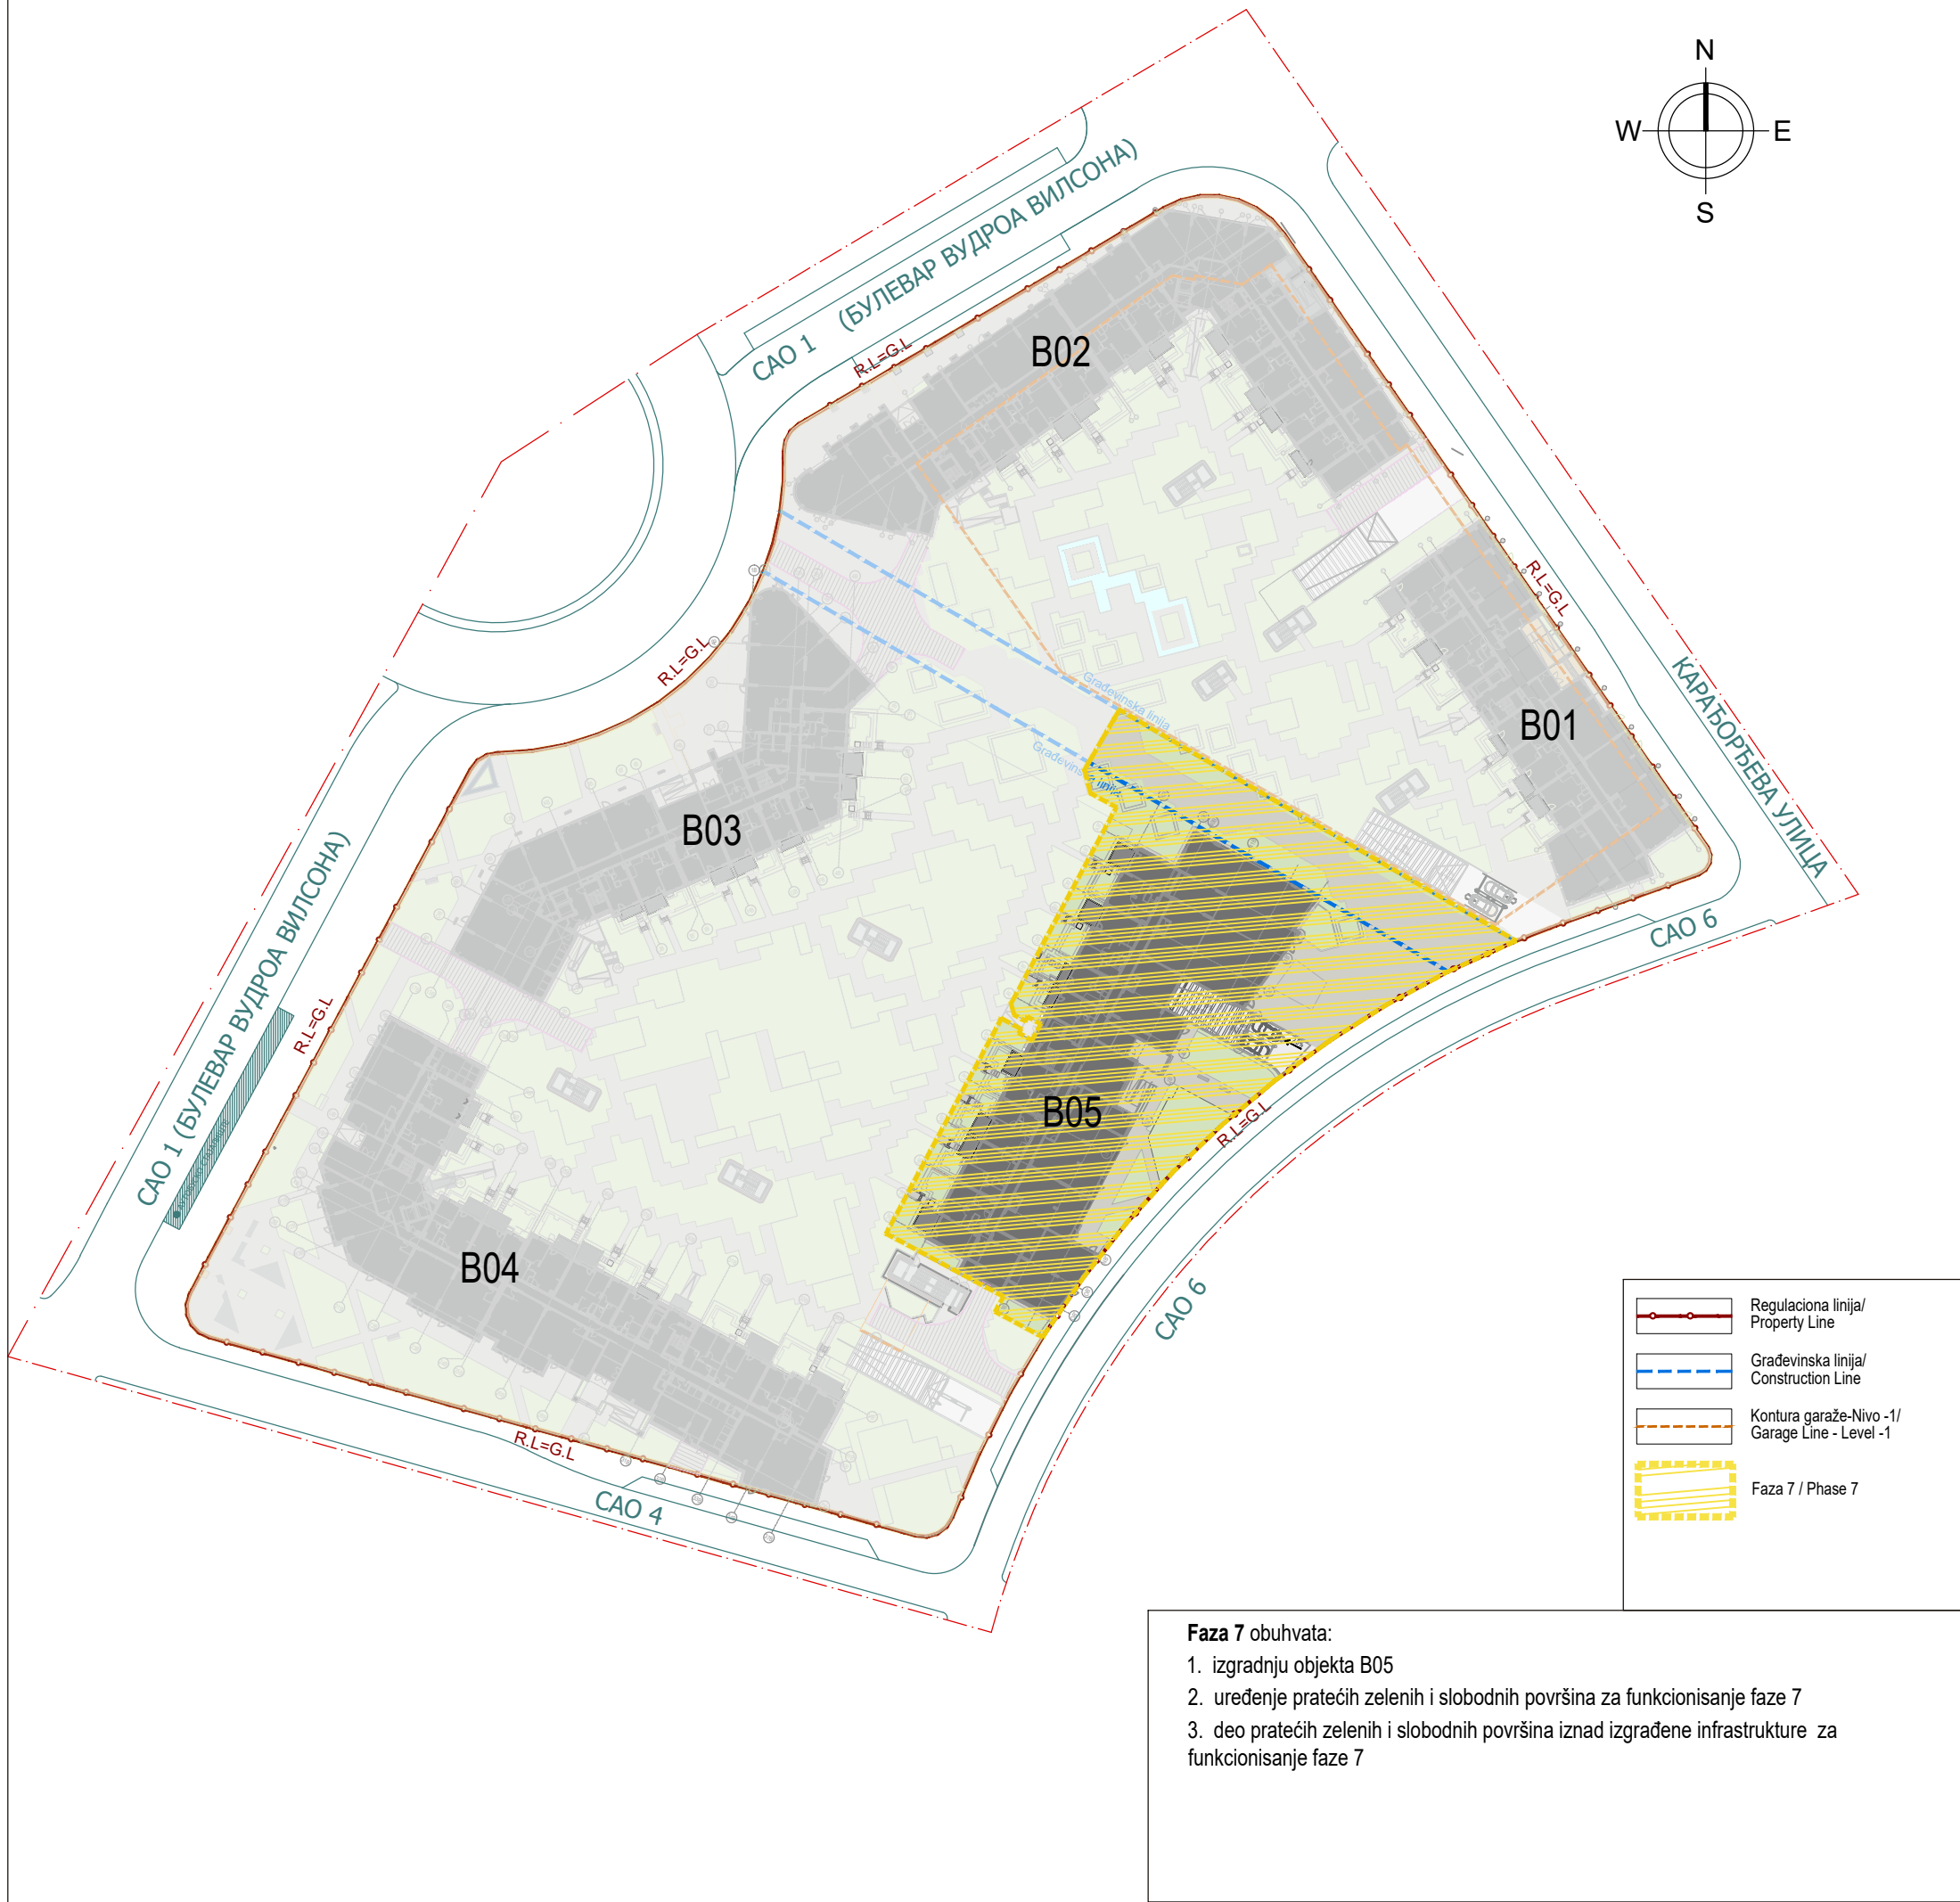 N
W E
S
САО 1 (БУЛЕВАР ВУДРОА ВИЛСОНА)
R.L=G.L
B02
R.L=G.L
КАРАЂОРЂЕВА УЛИЦА
B01
R.L=G.L
Građevinska linija
Građevinska linija
B03
САО 6
САО 1 (БУЛЕВАР ВУДРОА ВИЛСОНА)
R.L=G.L
B05
R.L=G.L
B04
САО 6
R.L=G.L
САО 4
Regulaciona linija/
Property Line
Građevinska linija/
Construction Line
Kontura garaže-Nivo -1/
Garage Line - Level -1
Faza 7 / Phase 7
Faza 7 obuhvata:
1. izgradnju objekta B05
2. uređenje pratećih zelenih i slobodnih površina za funkcionisanje faze 7
3. deo pratećih zelenih i slobodnih površina iznad izgrađene infrastrukture za
funkcionisanje faze 7